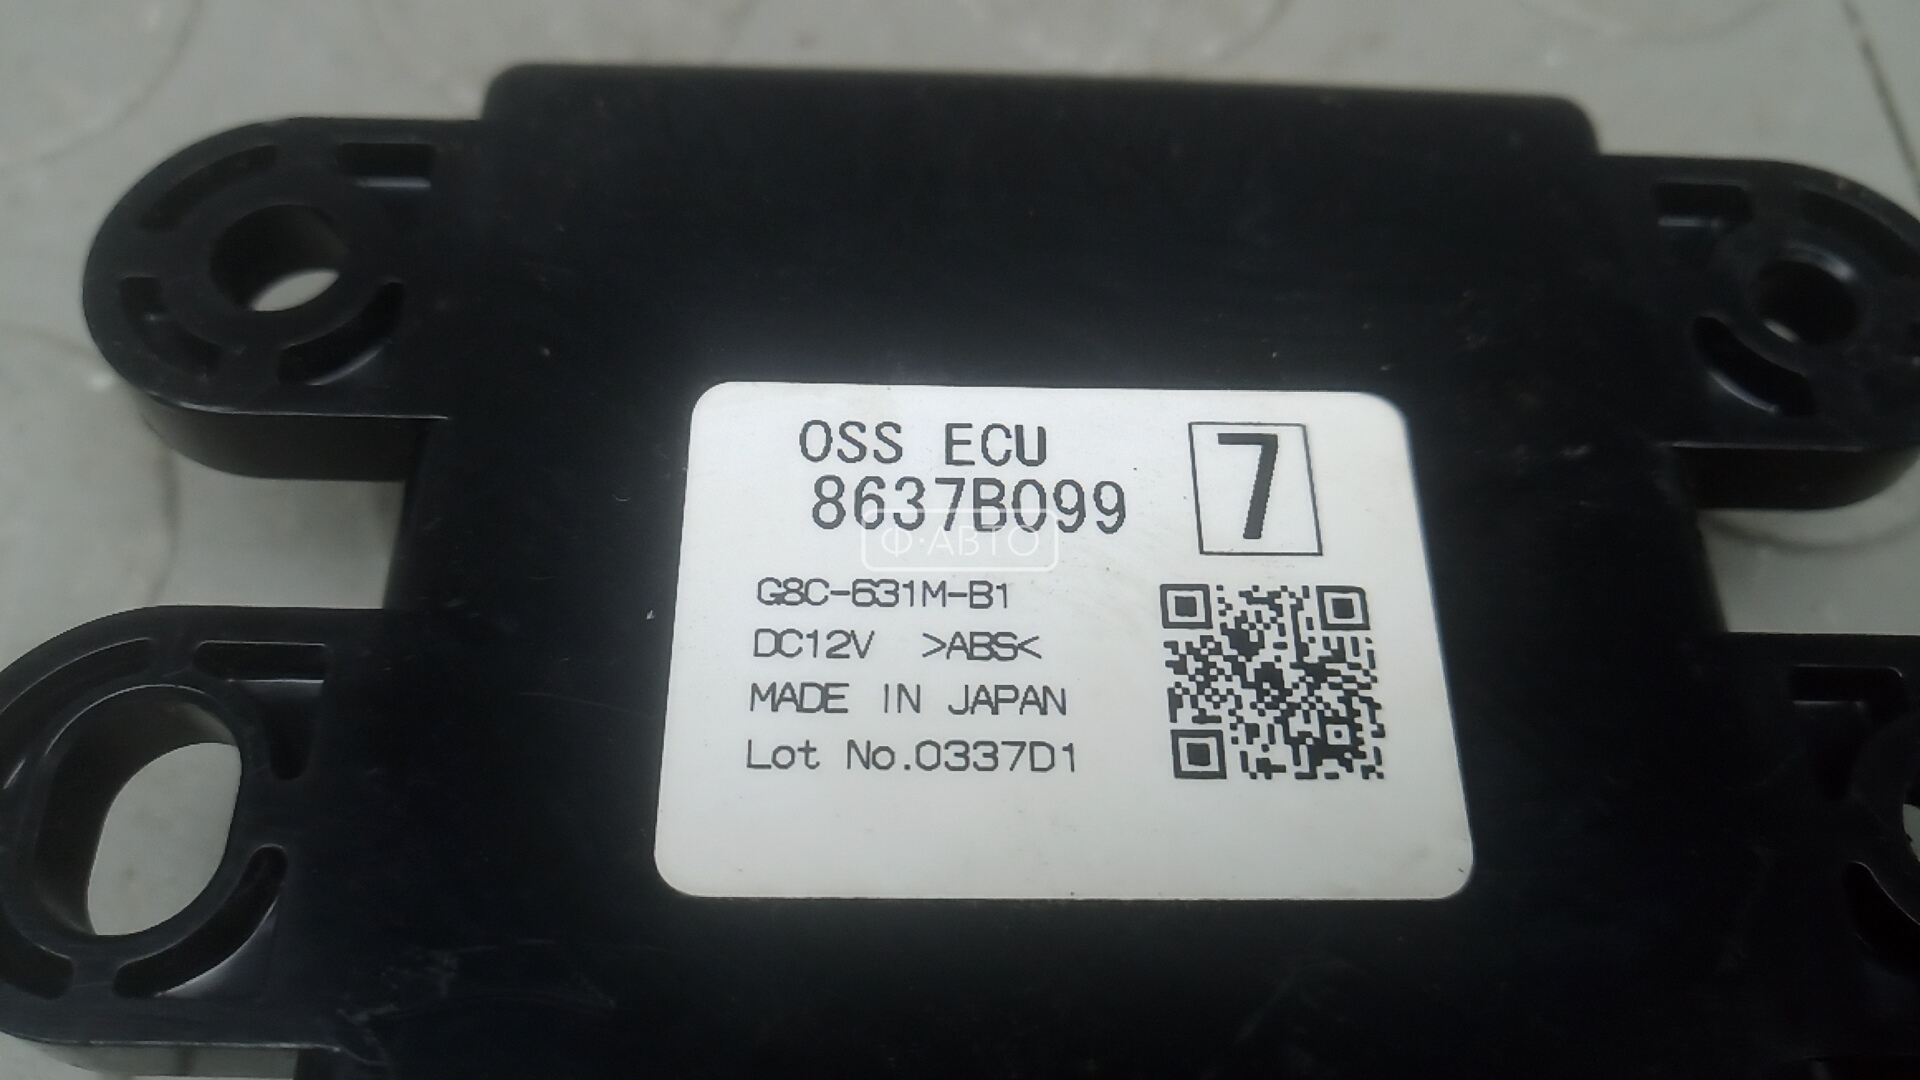 OSS ECU
8637B099
7
Ф·АВТО
G8C-631M-B1
DC12V >ABS<
MADE IN JAPAN
Lot No.0337D1